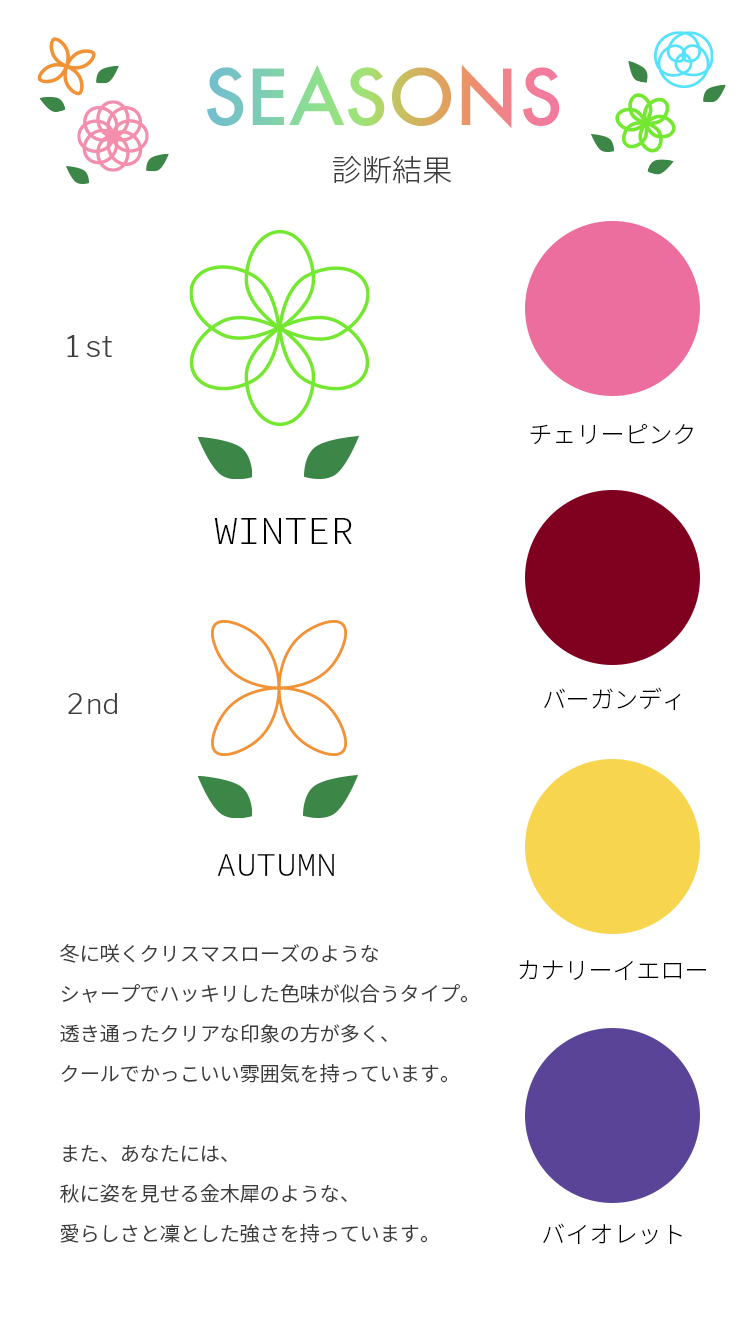 SEASONS
診断結果
1st
WINTER
2nd
AUTUMN
チェリーピンク
バーガンディ
カナリーイエロー
バイオレット
冬に咲くクリスマスローズのような
シャープでハッキリした色味が似合うタイプ。
透き通ったクリアな印象の方が多く、
クールでかっこいい雰囲気を持っています。
また、あなたには、
秋に姿を見せる金木犀のような、
愛らしさと凛とした強さを持っています。